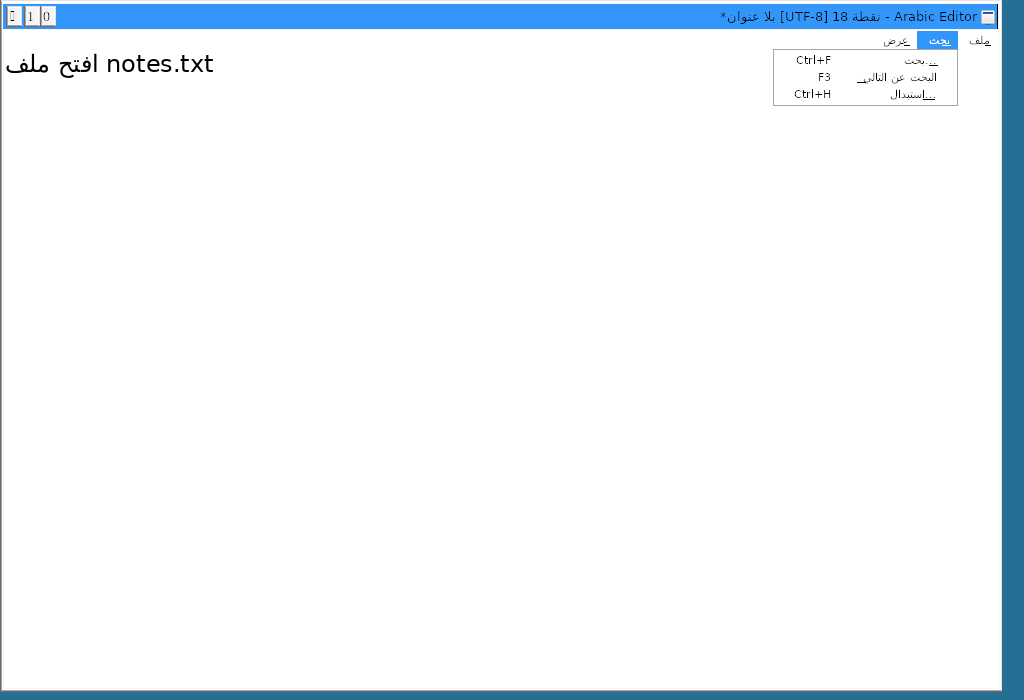 Arabic Editor - نقطة 18 [UTF-8] بلا عنوان*
ملف بحث عرض
بحث... Ctrl+F
البحث عن التالي F3
استبدال... Ctrl+H
افتح ملف notes.txt